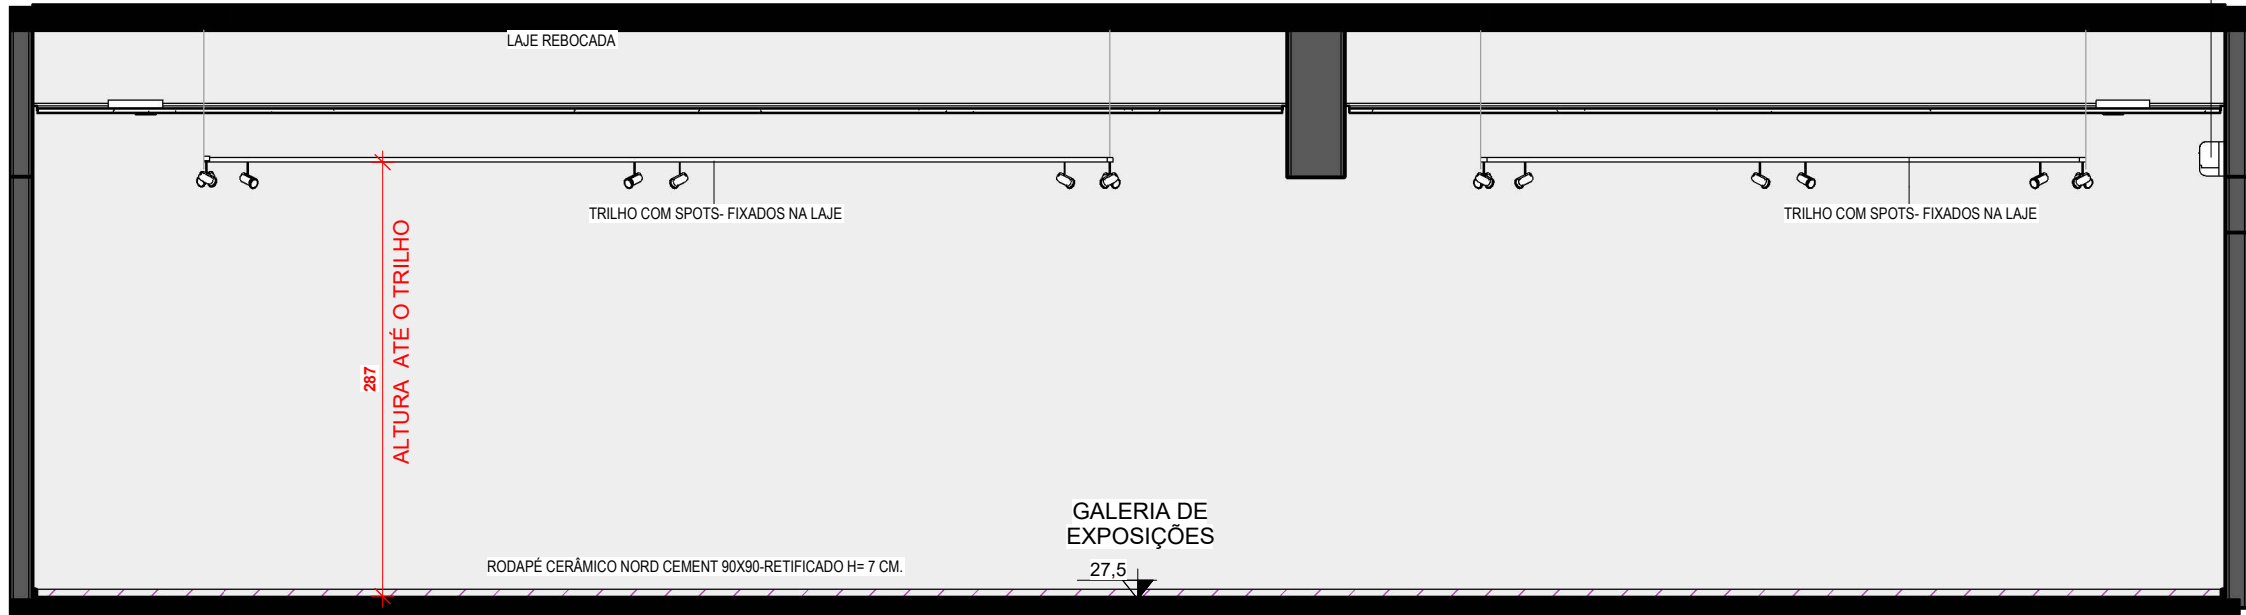 LAJE REBOCADA
TRILHO COM SPOTS- FIXADOS NA LAJE
TRILHO COM SPOTS- FIXADOS NA LAJE
287
ALTURA ATÉ O TRILHO
GALERIA DE
EXPOSIÇÕES
RODAPÉ CERÂMICO NORD CEMENT 90X90-RETIFICADO H= 7 CM.
27,5